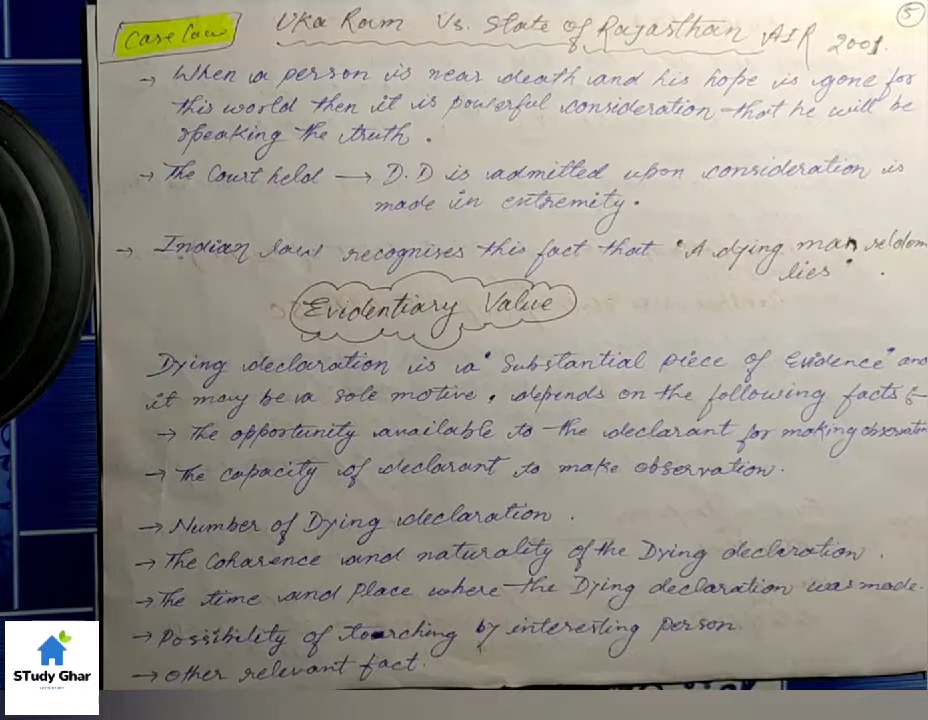 5
Case law
Uka Ram Vs. State of Rajasthan AIR 2001.
→ When a person is near death and his hope is gone for
this world then it is powerful consideration that he will be
speaking the truth.
→ The Court held → D.D is admitted upon consideration is
made in extremity.
→ Indian law recognises this fact that "A dying man seldom
lies".
Evidentiary Value
Dying declaration is a "Substantial piece of Evidence" and
it may be a sole motive, depends on the following facts :-
→ The opportunity available to the declarant for making observation
→ The capacity of declarant to make observation.
→ Number of Dying declaration.
→ The Coharence and naturality of the Dying declaration.
→ The time and Place where the Dying declaration was made.
→ Possibility of by interesting person.
→ Other relevant fact.
STudy Ghar